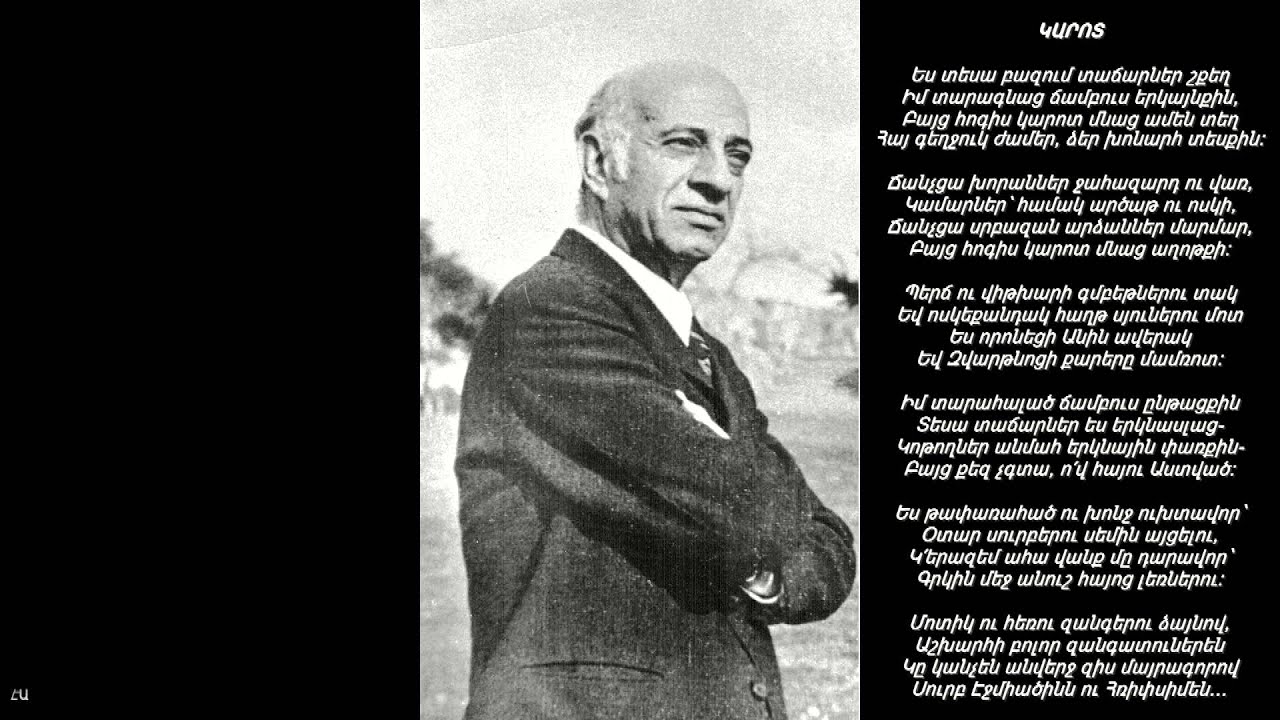 ԿԱՐՈՏ
Ես տեսա բազում տաճարներ շքեղ
Իմ տարագնաց ճամբուս երկայնքին,
Բայց հոգիս կարոտ մնաց ամեն տեղ
Հայ գեղջուկ ժամեր, ձեր խոնարհ տեսքին:
Ճանչցա խորաններ ջահազարդ ու վառ,
Կամարներ՝ համակ արծաթ ու ոսկի,
Ճանչցա սրբազան արձաններ մարմար,
Բայց հոգիս կարոտ մնաց աղոթքի:
Պերճ ու վիթխարի գմբեթներու տակ
Եվ ոսկեքանդակ հաղթ սյուներու մոտ
Ես որոնեցի Անին ավերակ
Եվ Զվարթնոցի քարերը մամռոտ:
Իմ տարահալած ճամբուս ընթացքին
Տեսա տաճարներ ես երկնասլաց-
Կոթողներ անմահ երկնային փառքին-
Բայց քեզ չգտա, ո՜վ հայու Աստված:
Ես թափառահած ու խոնջ ուխտավոր՝
Օտար սուրբերու սեմին այցելու,
Կ՚երազեմ ահա վանք մը դարավոր՝
Գրկին մեջ անուշ հայոց լեռներու:
Մոտիկ ու հեռու զանգերու ձայնով,
Աշխարհի բոլոր զանգատուներեն
Կը կանչեն անվերջ զիս մայրագորով
Սուրբ Էջմիածինն ու Հռիփսիմեն...
ՀԱ